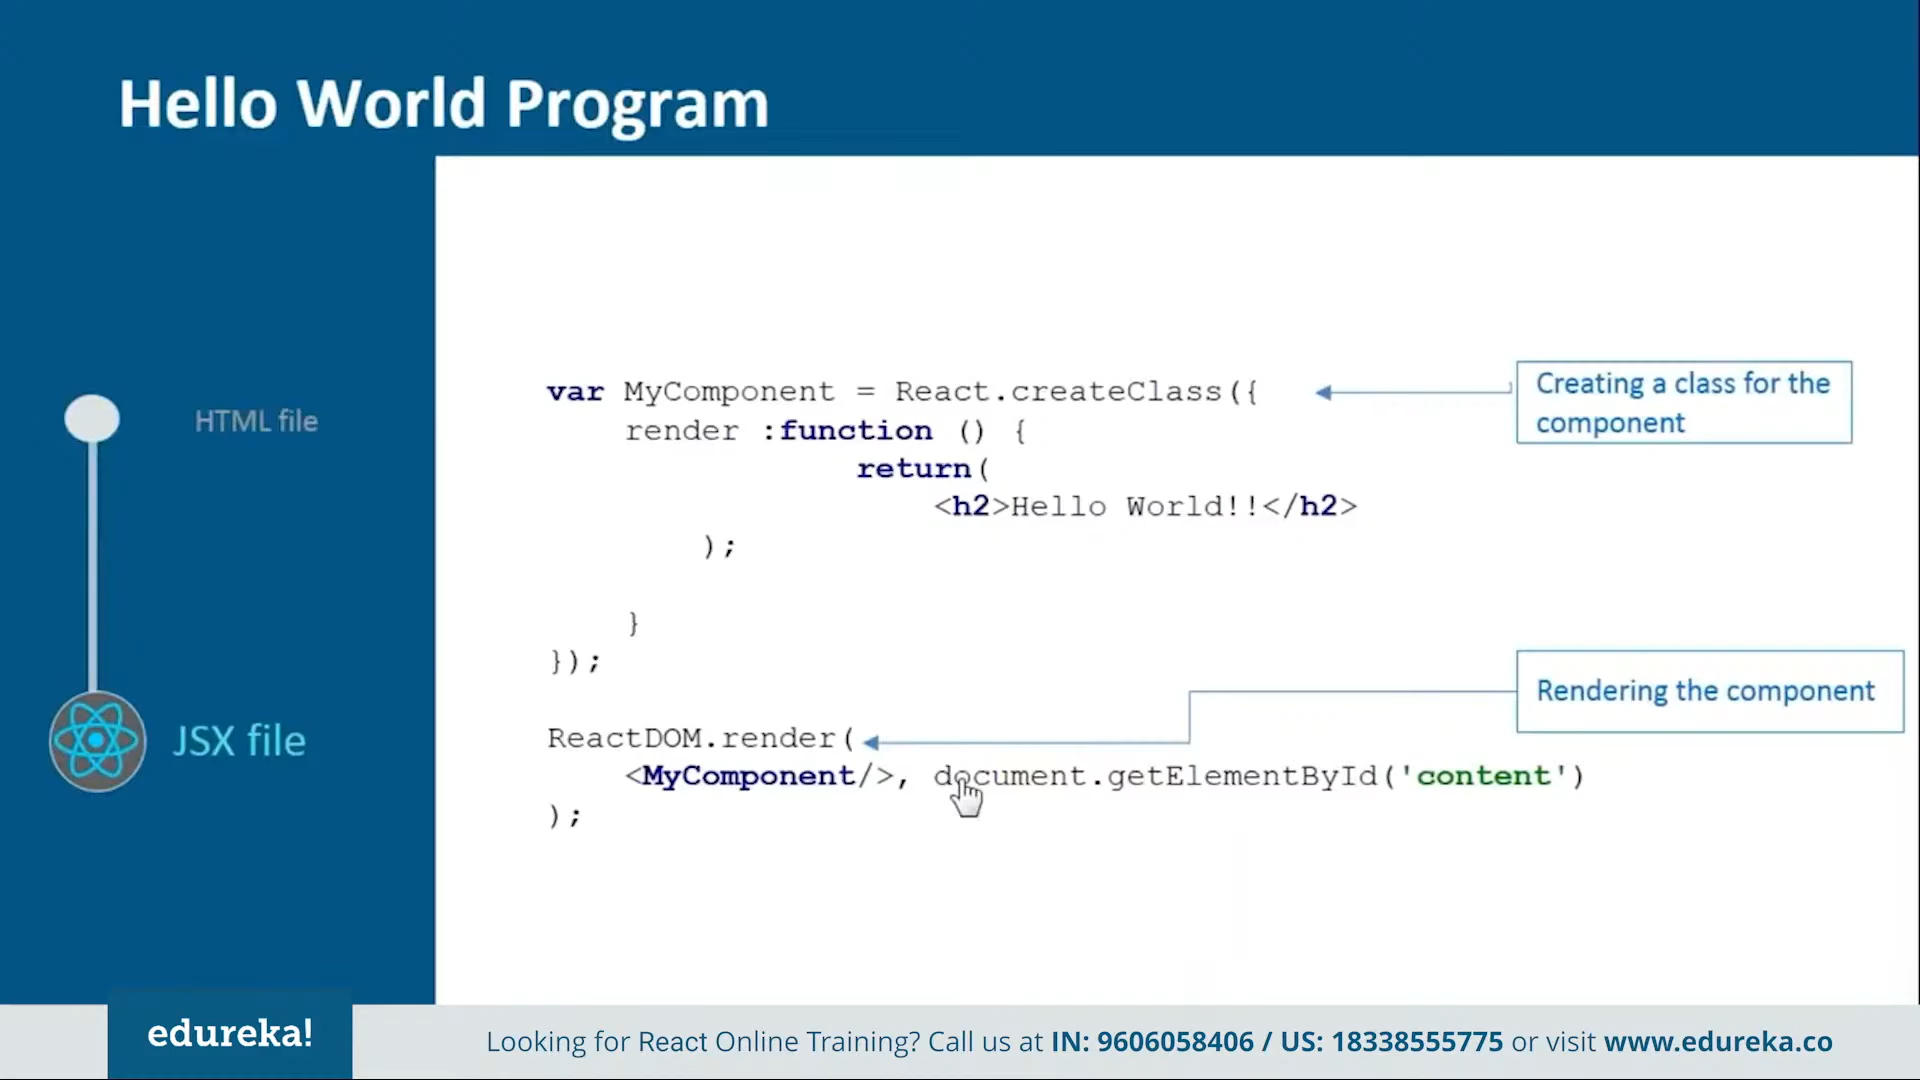 Hello World Program
HTML file
JSX file
var MyComponent = React.createClass({
render :function () {
return(
<h2>Hello World!!</h2>
);
}
});
ReactDOM.render(
<MyComponent/>, document.getElementById('content')
);
Creating a class for the
component
Rendering the component
edureka!
Looking for React Online Training? Call us at IN: 9606058406 / US: 18338555775 or visit www.edureka.co